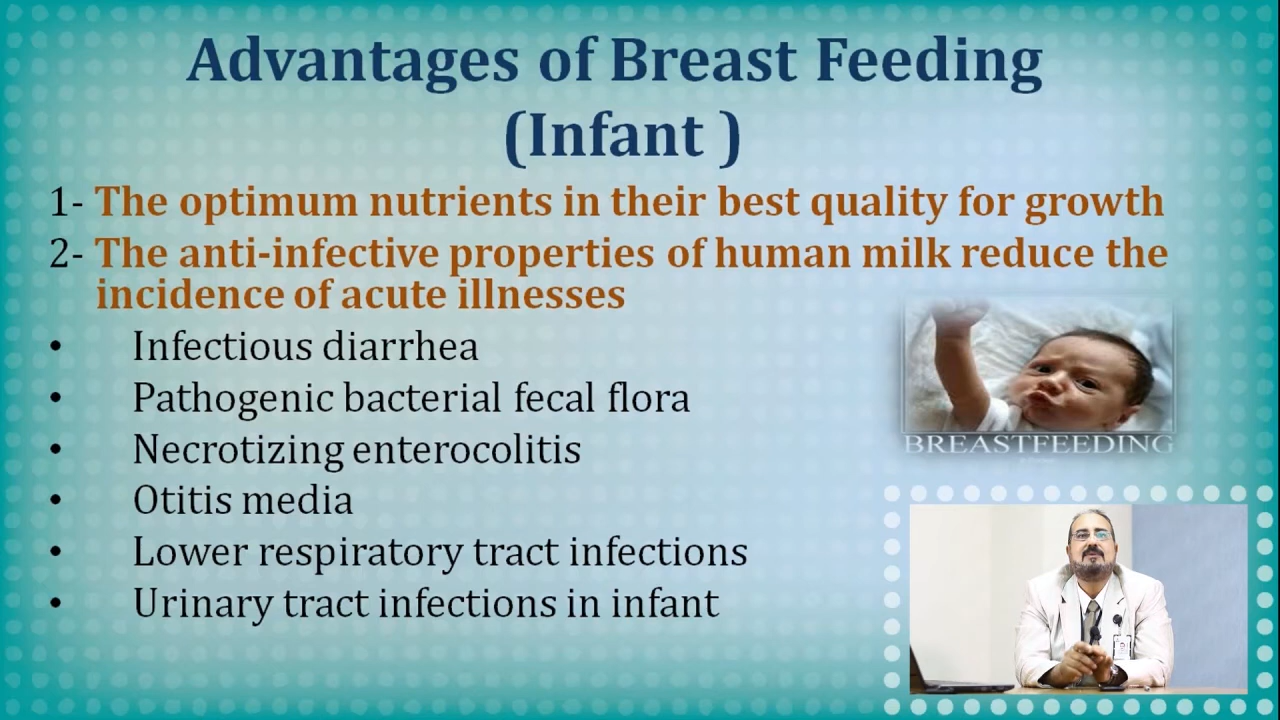 Advantages of Breast Feeding
(Infant )
1- The optimum nutrients in their best quality for growth
2- The anti-infective properties of human milk reduce the
incidence of acute illnesses
• Infectious diarrhea
• Pathogenic bacterial fecal flora
• Necrotizing enterocolitis
• Otitis media
• Lower respiratory tract infections
• Urinary tract infections in infant
BREASTFEEDING